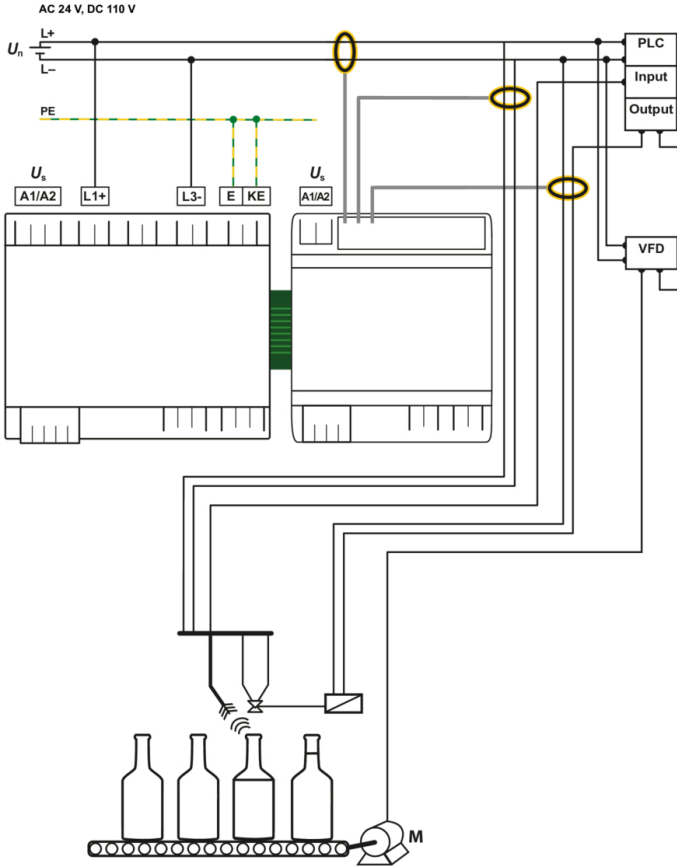 AC 24 V, DC 110 V
L+
Un
L–
PLC
Input
Output
PE
Us
Us
A1/A2
L1+
L3-
E
KE
A1/A2
VFD
M